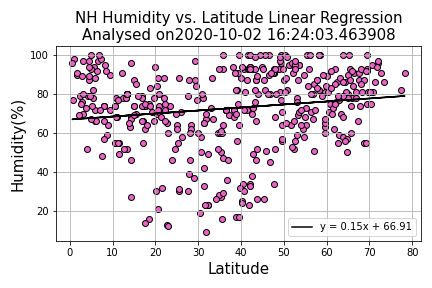 NH Humidity vs. Latitude Linear Regression
Analysed on2020-10-02 16:24:03.463908
Humidity(%)
100
80
60
40
20
y = 0.15x + 66.91
0 10 20 30 40 50 60 70 80
Latitude